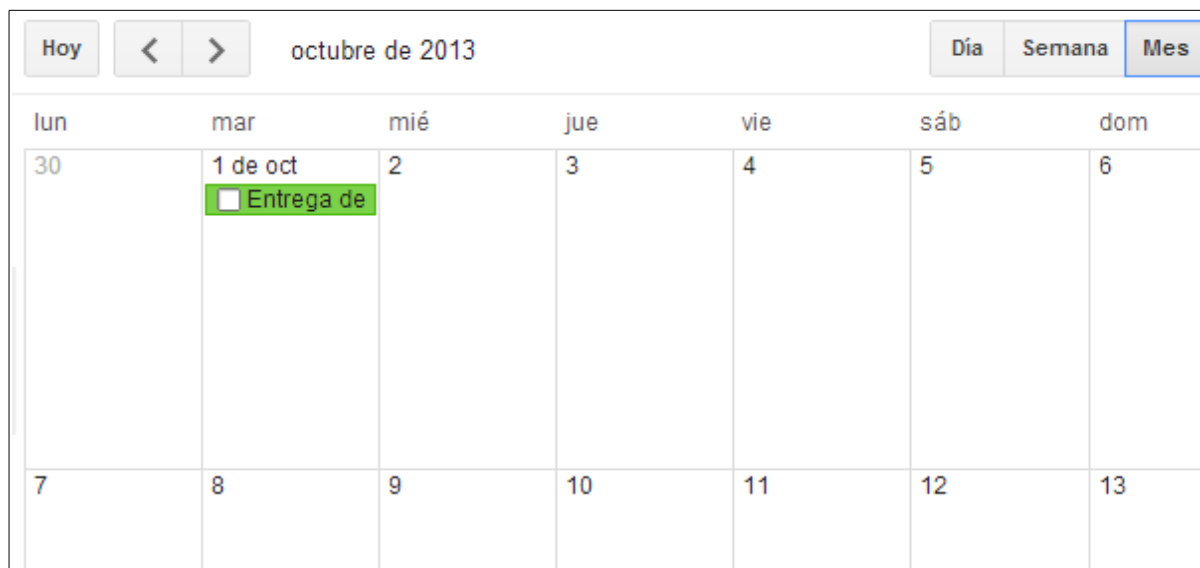 Hoy < > octubre de 2013 Día Semana Mes
lun mar mié jue vie sáb dom
30 1 de oct 2 3 4 5 6
Entrega de
7 8 9 10 11 12 13